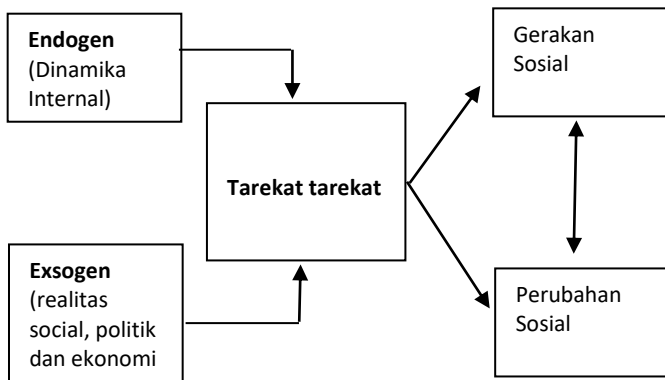 Endogen
(Dinamika
Internal)
Gerakan
Sosial
Tarekat tarekat
Exsogen
(realitas
social, politik
dan ekonomi
Perubahan
Sosial